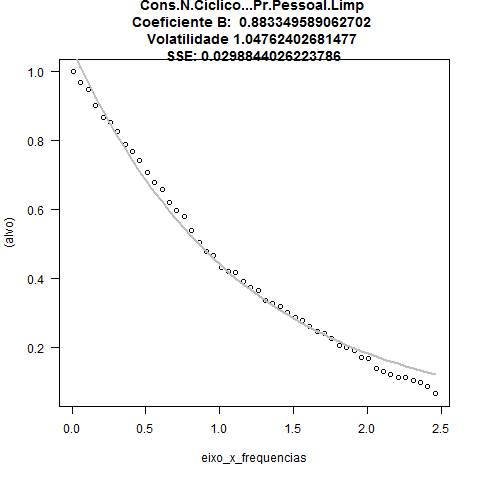 Cons.N.Ciclico...Pr.Pessoal.Limp
Coeficiente B:  0.883349589062702
Volatilidade 1.04762402681477
SSE: 0.0298844026223786
1.0
0.8
0.6
0.4
0.2
(alvo)
0.0 0.5 1.0 1.5 2.0 2.5
eixo_x_frequencias